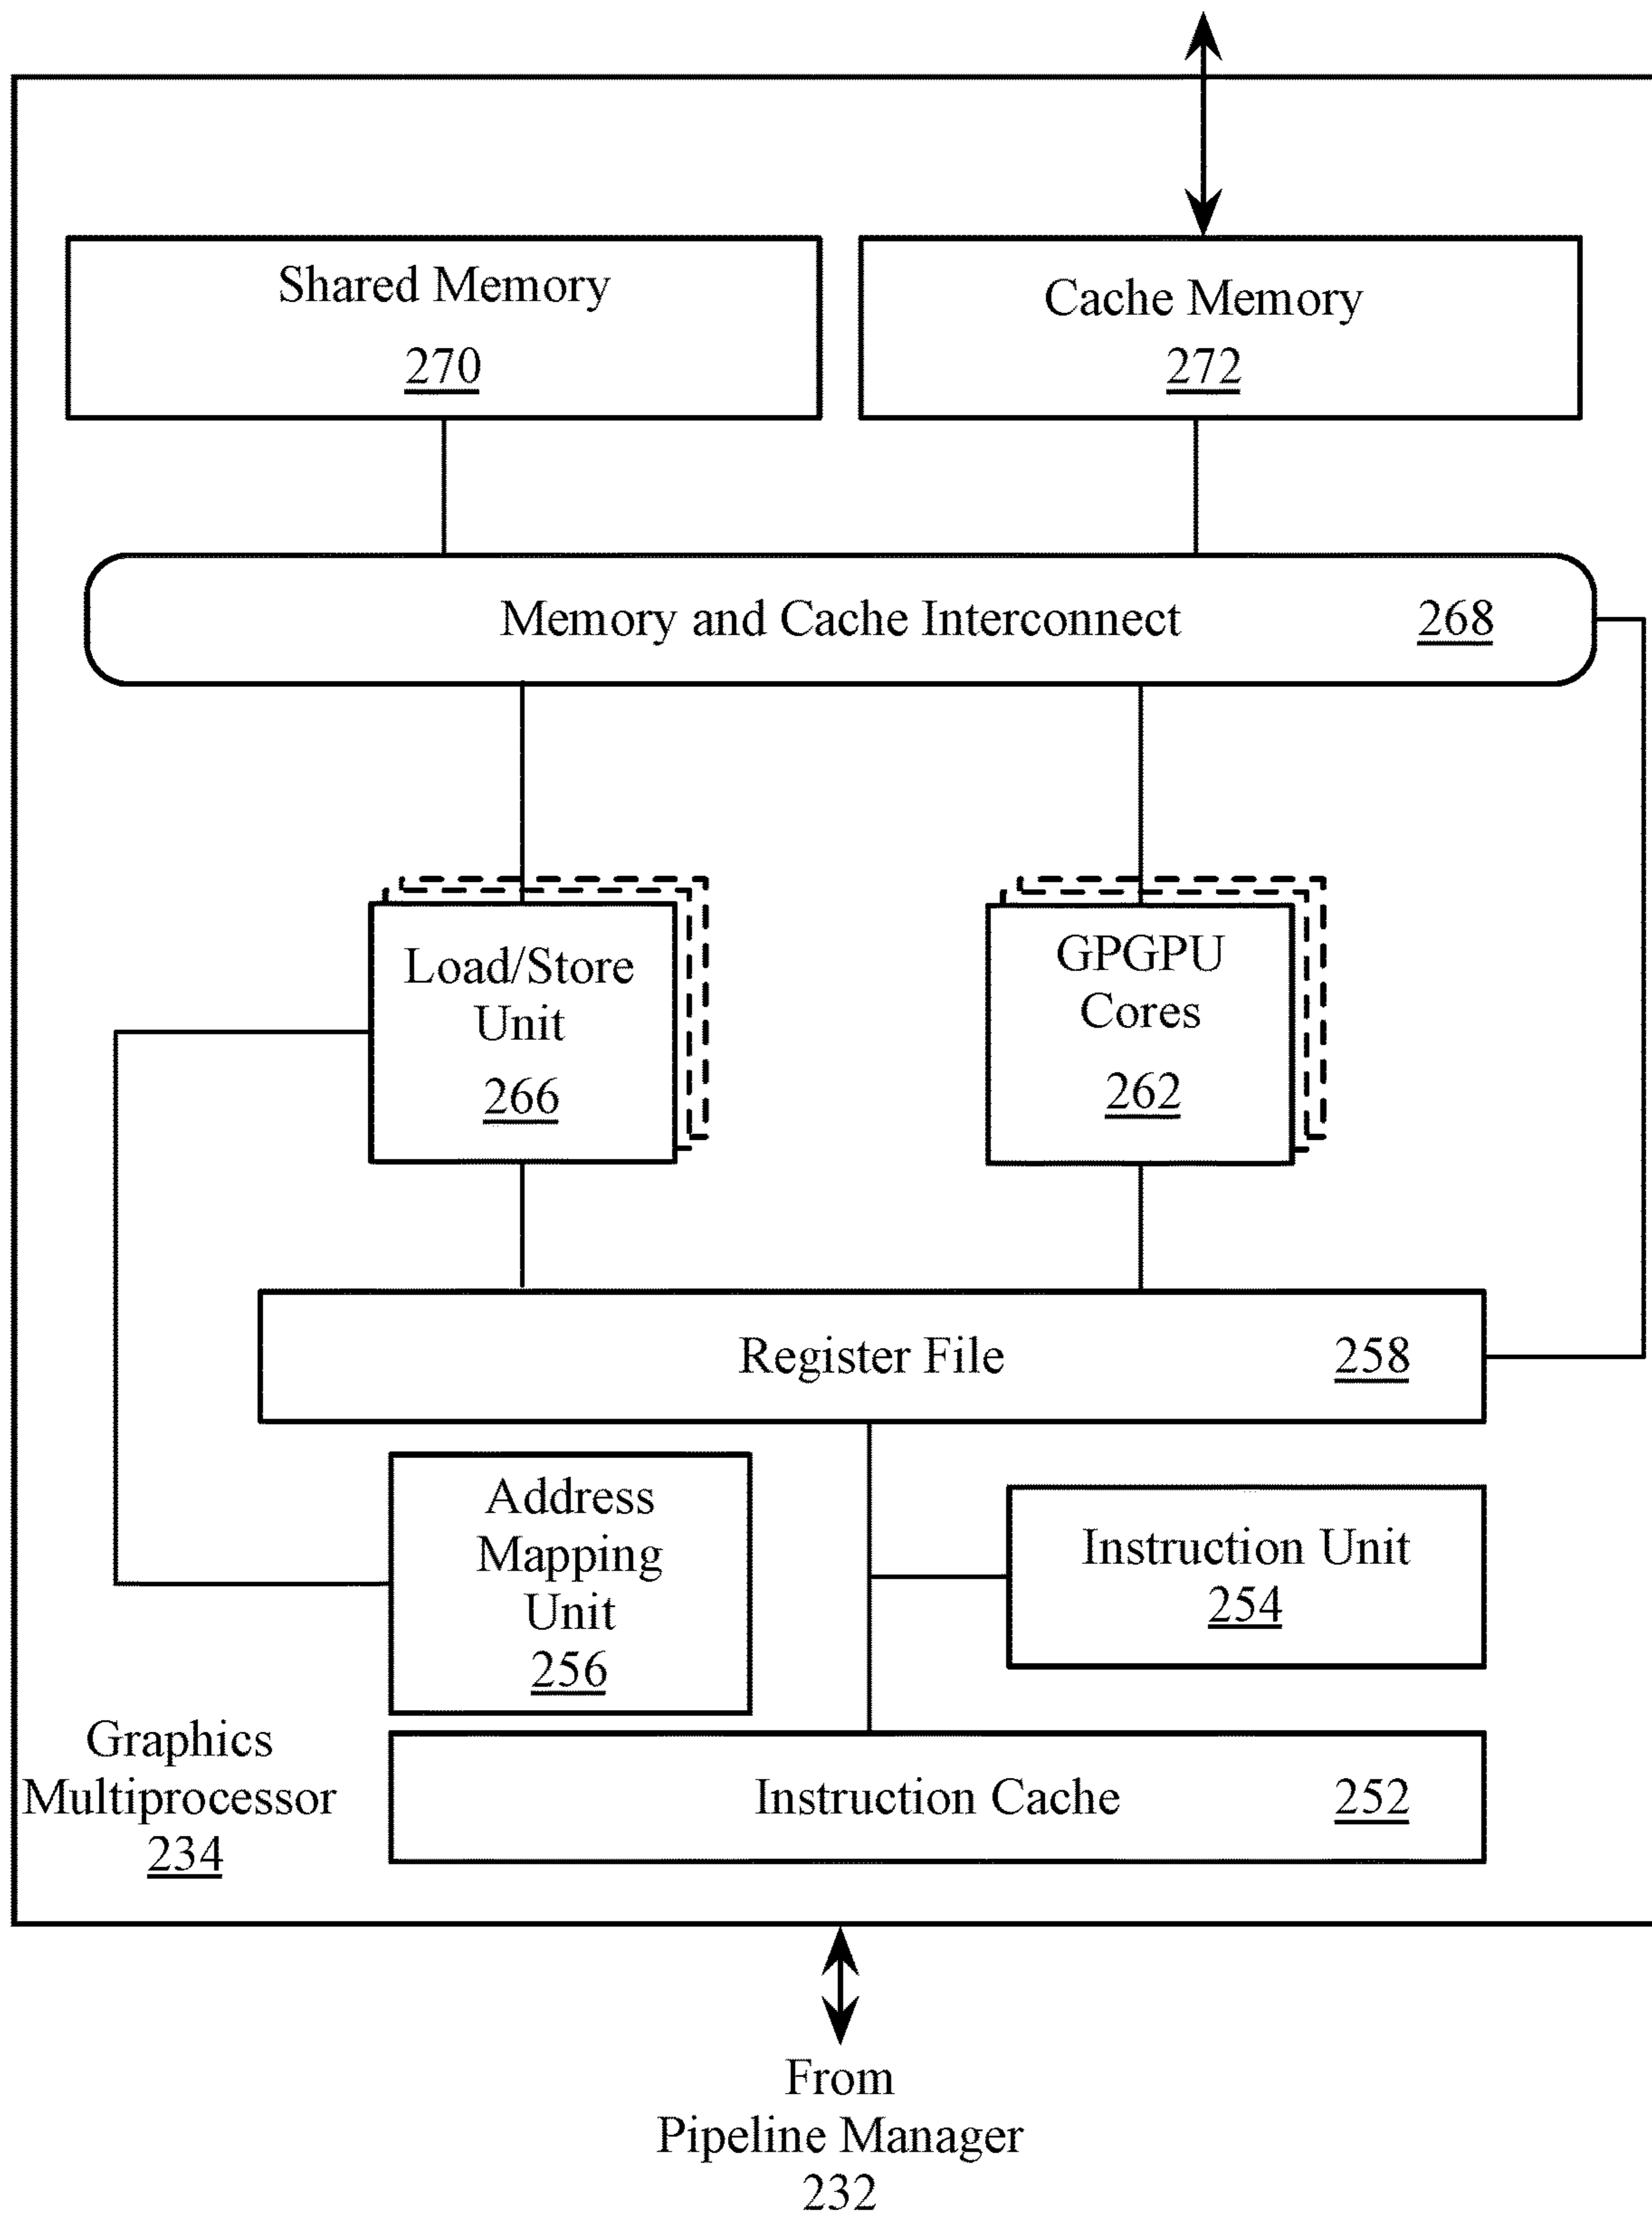 Shared Memory
270
Cache Memory
272
Memory and Cache Interconnect 268
Load/Store
Unit
266
GPGPU
Cores
262
Register File 258
Address
Mapping
Unit
256
Instruction Unit
254
Graphics
Multiprocessor
234
Instruction Cache 252
From
Pipeline Manager
232